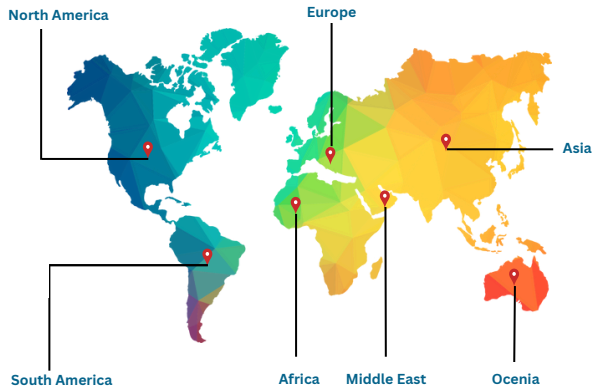 North America
Europe
Asia
South America
Africa
Middle East
Ocenia